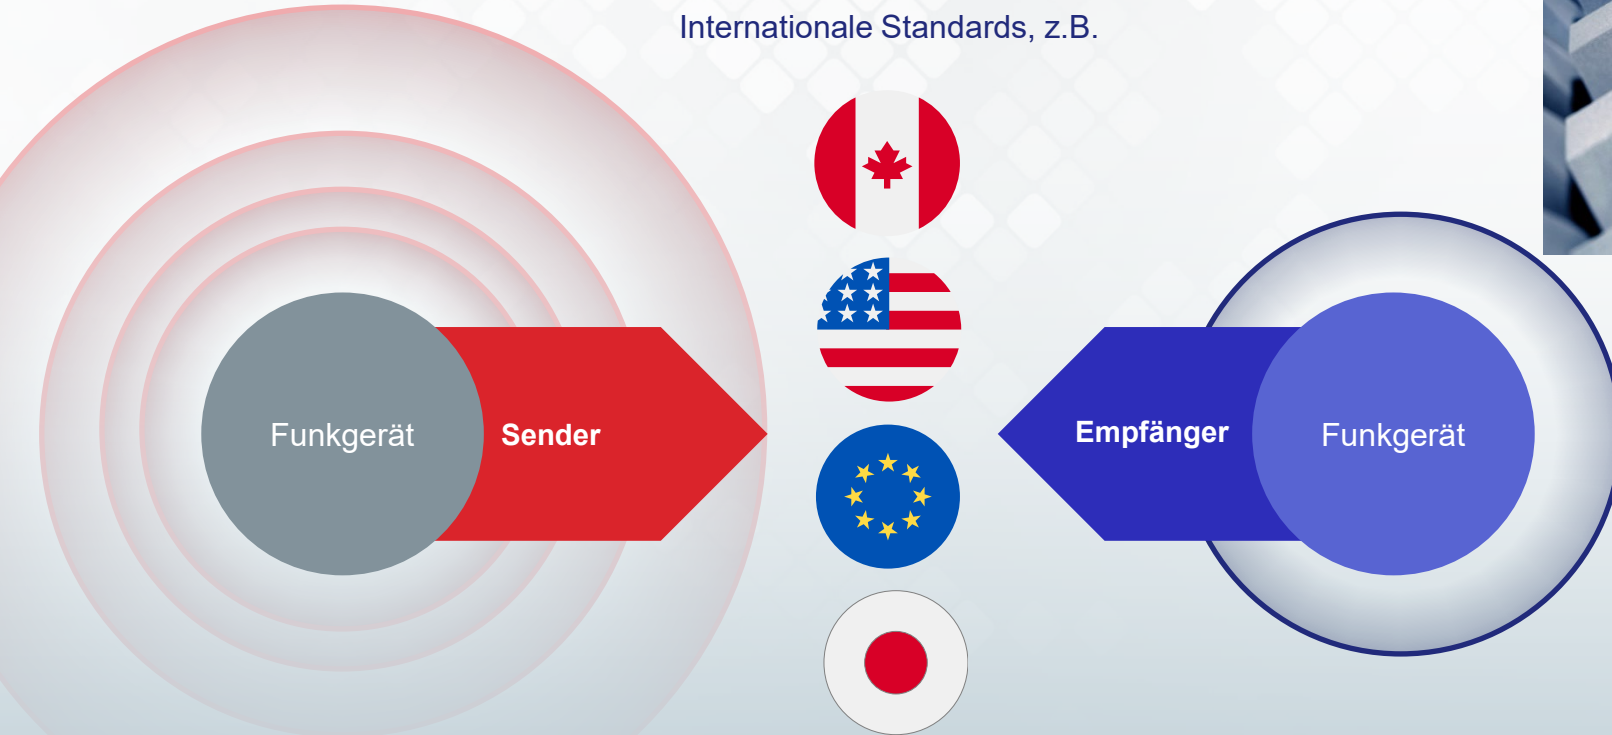 Internationale Standards, z.B.
Funkgerät
Sender
Empfänger
Funkgerät